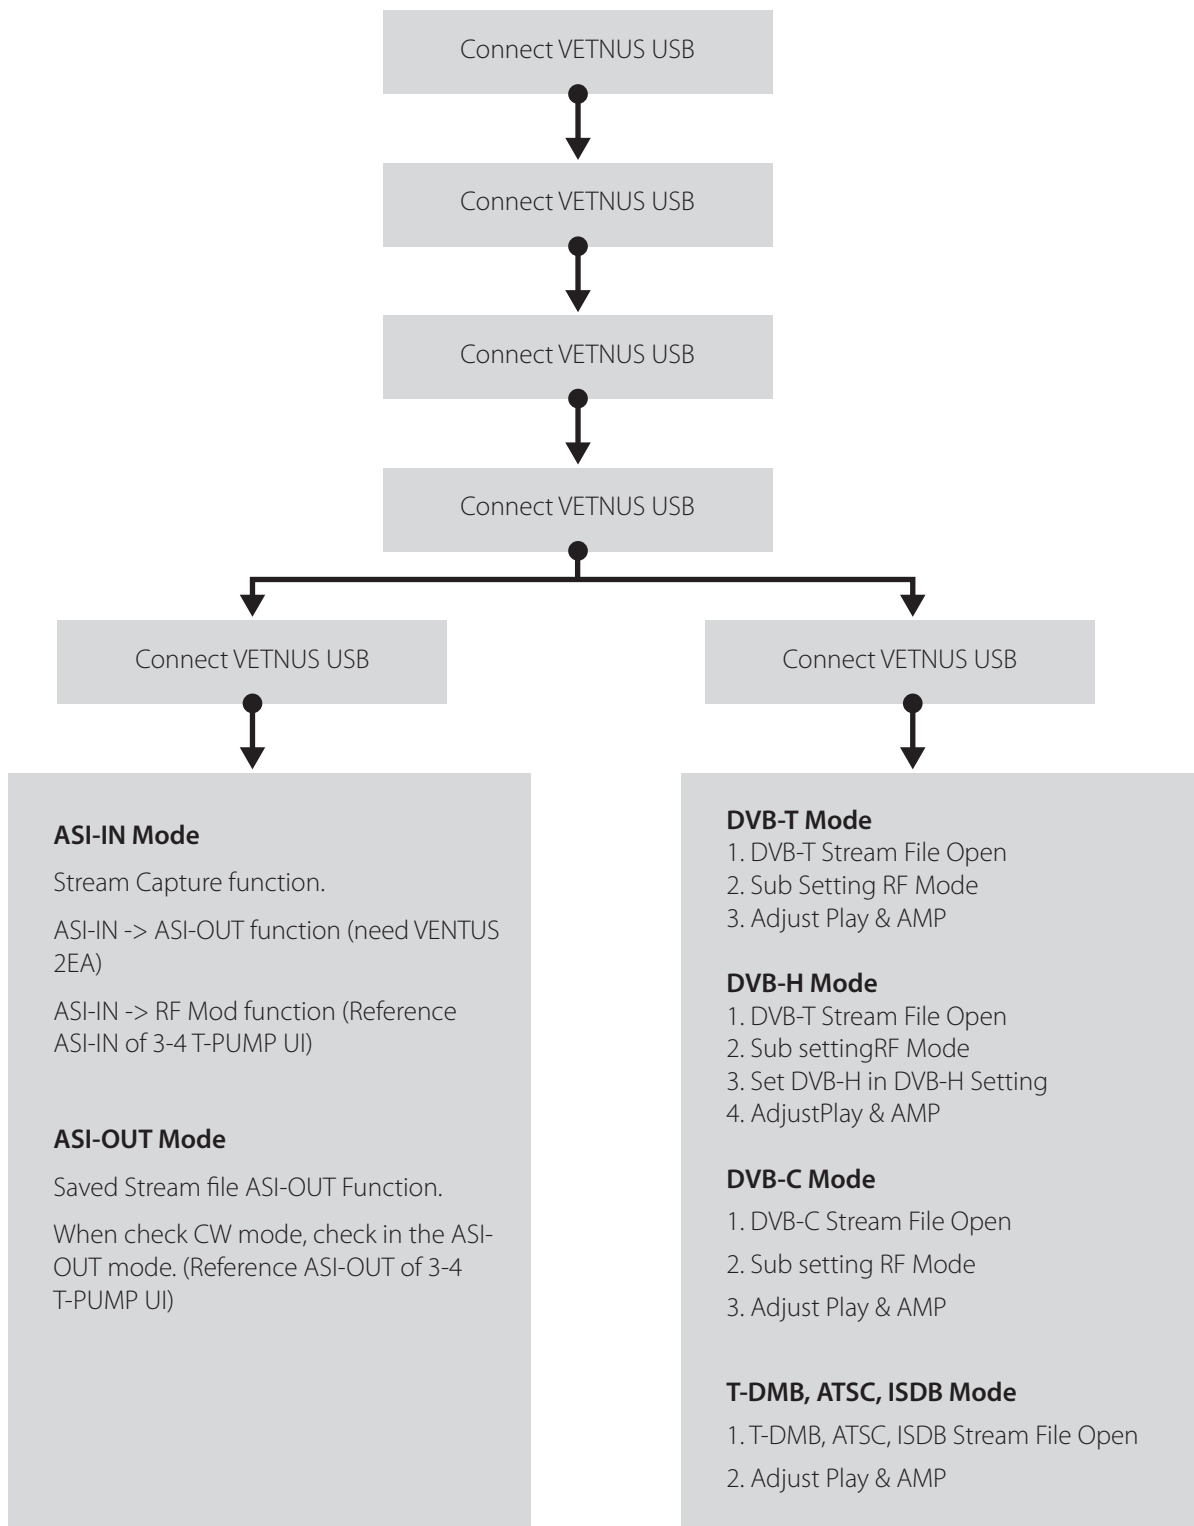 Connect VETNUS USB
Connect VETNUS USB
Connect VETNUS USB
Connect VETNUS USB
Connect VETNUS USB
Connect VETNUS USB
ASI-IN Mode
Stream Capture function.
ASI-IN -> ASI-OUT function (need VENTUS
2EA)
ASI-IN -> RF Mod function (Reference
ASI-IN of 3-4 T-PUMP UI)
ASI-OUT Mode
Saved Stream file ASI-OUT Function.
When check CW mode, check in the ASI-
OUT mode. (Reference ASI-OUT of 3-4
T-PUMP UI)
DVB-T Mode
1. DVB-T Stream File Open
2. Sub Setting RF Mode
3. Adjust Play & AMP
DVB-H Mode
1. DVB-T Stream File Open
2. Sub settingRF Mode
3. Set DVB-H in DVB-H Setting
4. AdjustPlay & AMP
DVB-C Mode
1. DVB-C Stream File Open
2. Sub setting RF Mode
3. Adjust Play & AMP
T-DMB, ATSC, ISDB Mode
1. T-DMB, ATSC, ISDB Stream File Open
2. Adjust Play & AMP